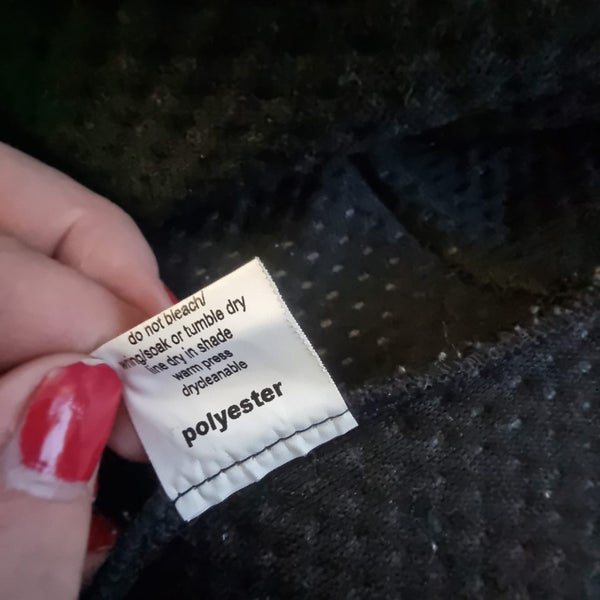 do not bleach/
wring/soak or tumble dry
line dry in shade
warm press
drycleanable
polyester